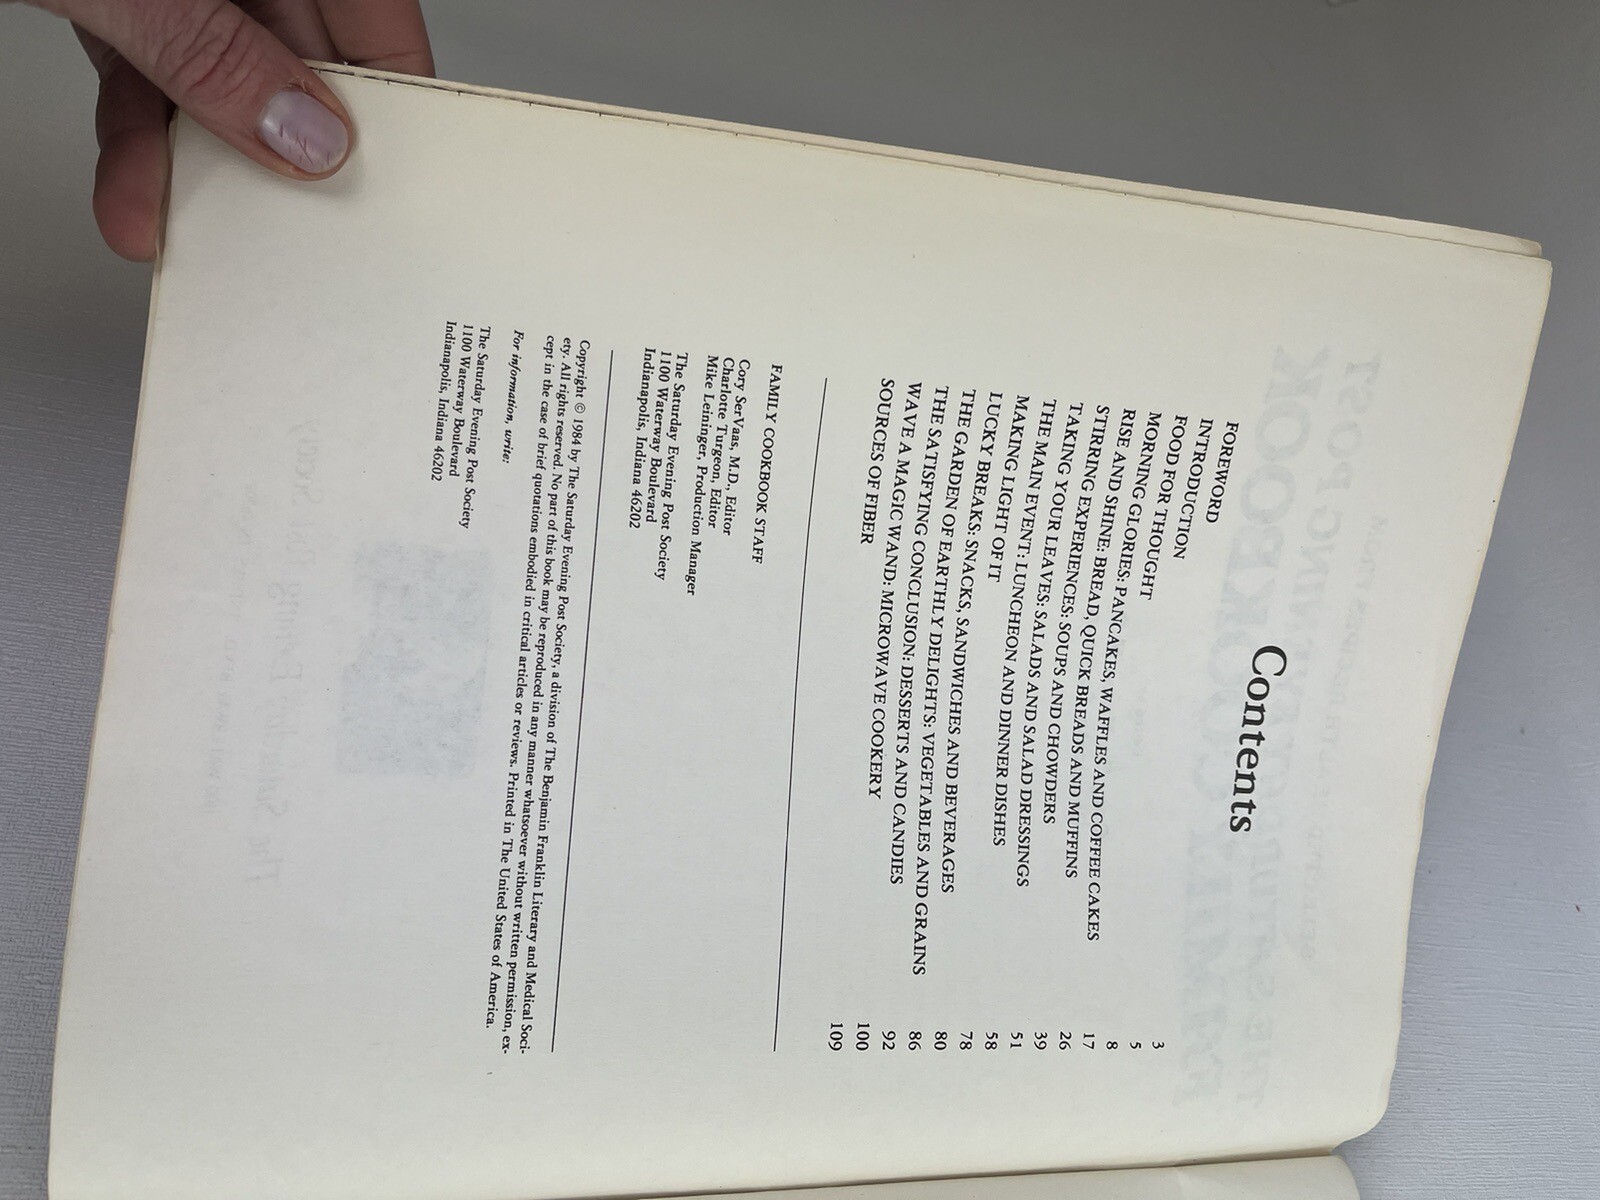 Contents
FOREWORD 3
INTRODUCTION 5
FOOD FOR THOUGHT 8
MORNING GLORIES: PANCAKES, WAFFLES AND COFFEE CAKES 17
RISE AND SHINE: BREAD, QUICK BREADS AND MUFFINS 26
STIRRING EXPERIENCES: SOUPS AND CHOWDERS 39
TAKING YOUR LEAVES: SALADS AND SALAD DRESSINGS 51
THE MAIN EVENT: LUNCHEON AND DINNER DISHES 58
MAKING LIGHT OF IT 78
LUCKY BREAKS: SNACKS, SANDWICHES AND BEVERAGES 80
THE GARDEN OF EARTHLY DELIGHTS: VEGETABLES AND GRAINS 86
THE SATISFYING CONCLUSION: DESSERTS AND CANDIES 92
WAVE A MAGIC WAND: MICROWAVE COOKERY 100
SOURCES OF FIBER 109
FAMILY COOKBOOK STAFF
Cory SerVaas, M.D., Editor
Charlotte Turgeon, Editor
Mike Leininger, Production Manager
The Saturday Evening Post Society
1100 Waterway Boulevard
Indianapolis, Indiana 46202
Copyright © 1984 by The Saturday Evening Post Society, a division of The Benjamin Franklin Literary and Medical Soci-
ety. All rights reserved. No part of this book may be reproduced in any manner whatsoever without written permission, ex-
cept in the case of brief quotations embodied in critical articles or reviews. Printed in The United States of America.
For information, write:
The Saturday Evening Post Society
1100 Waterway Boulevard
Indianapolis, Indiana 46202